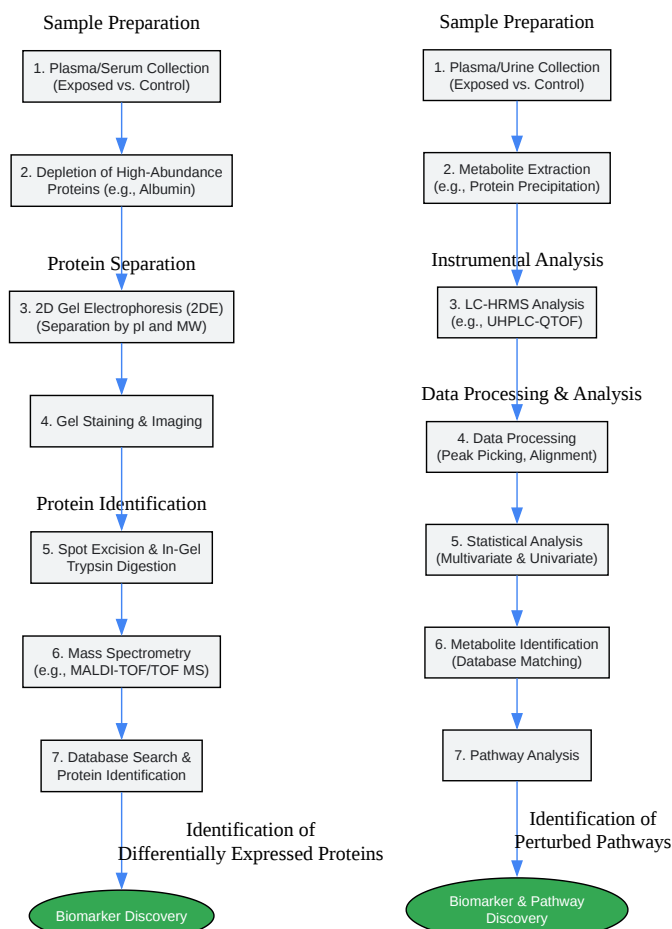 Sample Preparation
1. Plasma/Serum Collection
(Exposed vs. Control)
2. Depletion of High-Abundance
Proteins (e.g., Albumin)
Protein Separation
3. 2D Gel Electrophoresis (2DE)
(Separation by pI and MW)
4. Gel Staining & Imaging
Protein Identification
5. Spot Excision & In-Gel
Trypsin Digestion
6. Mass Spectrometry
(e.g., MALDI-TOF/TOF MS)
7. Database Search &
Protein Identification
Identification of
Differentially Expressed Proteins
Biomarker Discovery
Sample Preparation
1. Plasma/Urine Collection
(Exposed vs. Control)
2. Metabolite Extraction
(e.g., Protein Precipitation)
Instrumental Analysis
3. LC-HRMS Analysis
(e.g., UHPLC-QTOF)
Data Processing & Analysis
4. Data Processing
(Peak Picking, Alignment)
5. Statistical Analysis
(Multivariate & Univariate)
6. Metabolite Identification
(Database Matching)
7. Pathway Analysis
Identification of
Perturbed Pathways
Biomarker & Pathway
Discovery